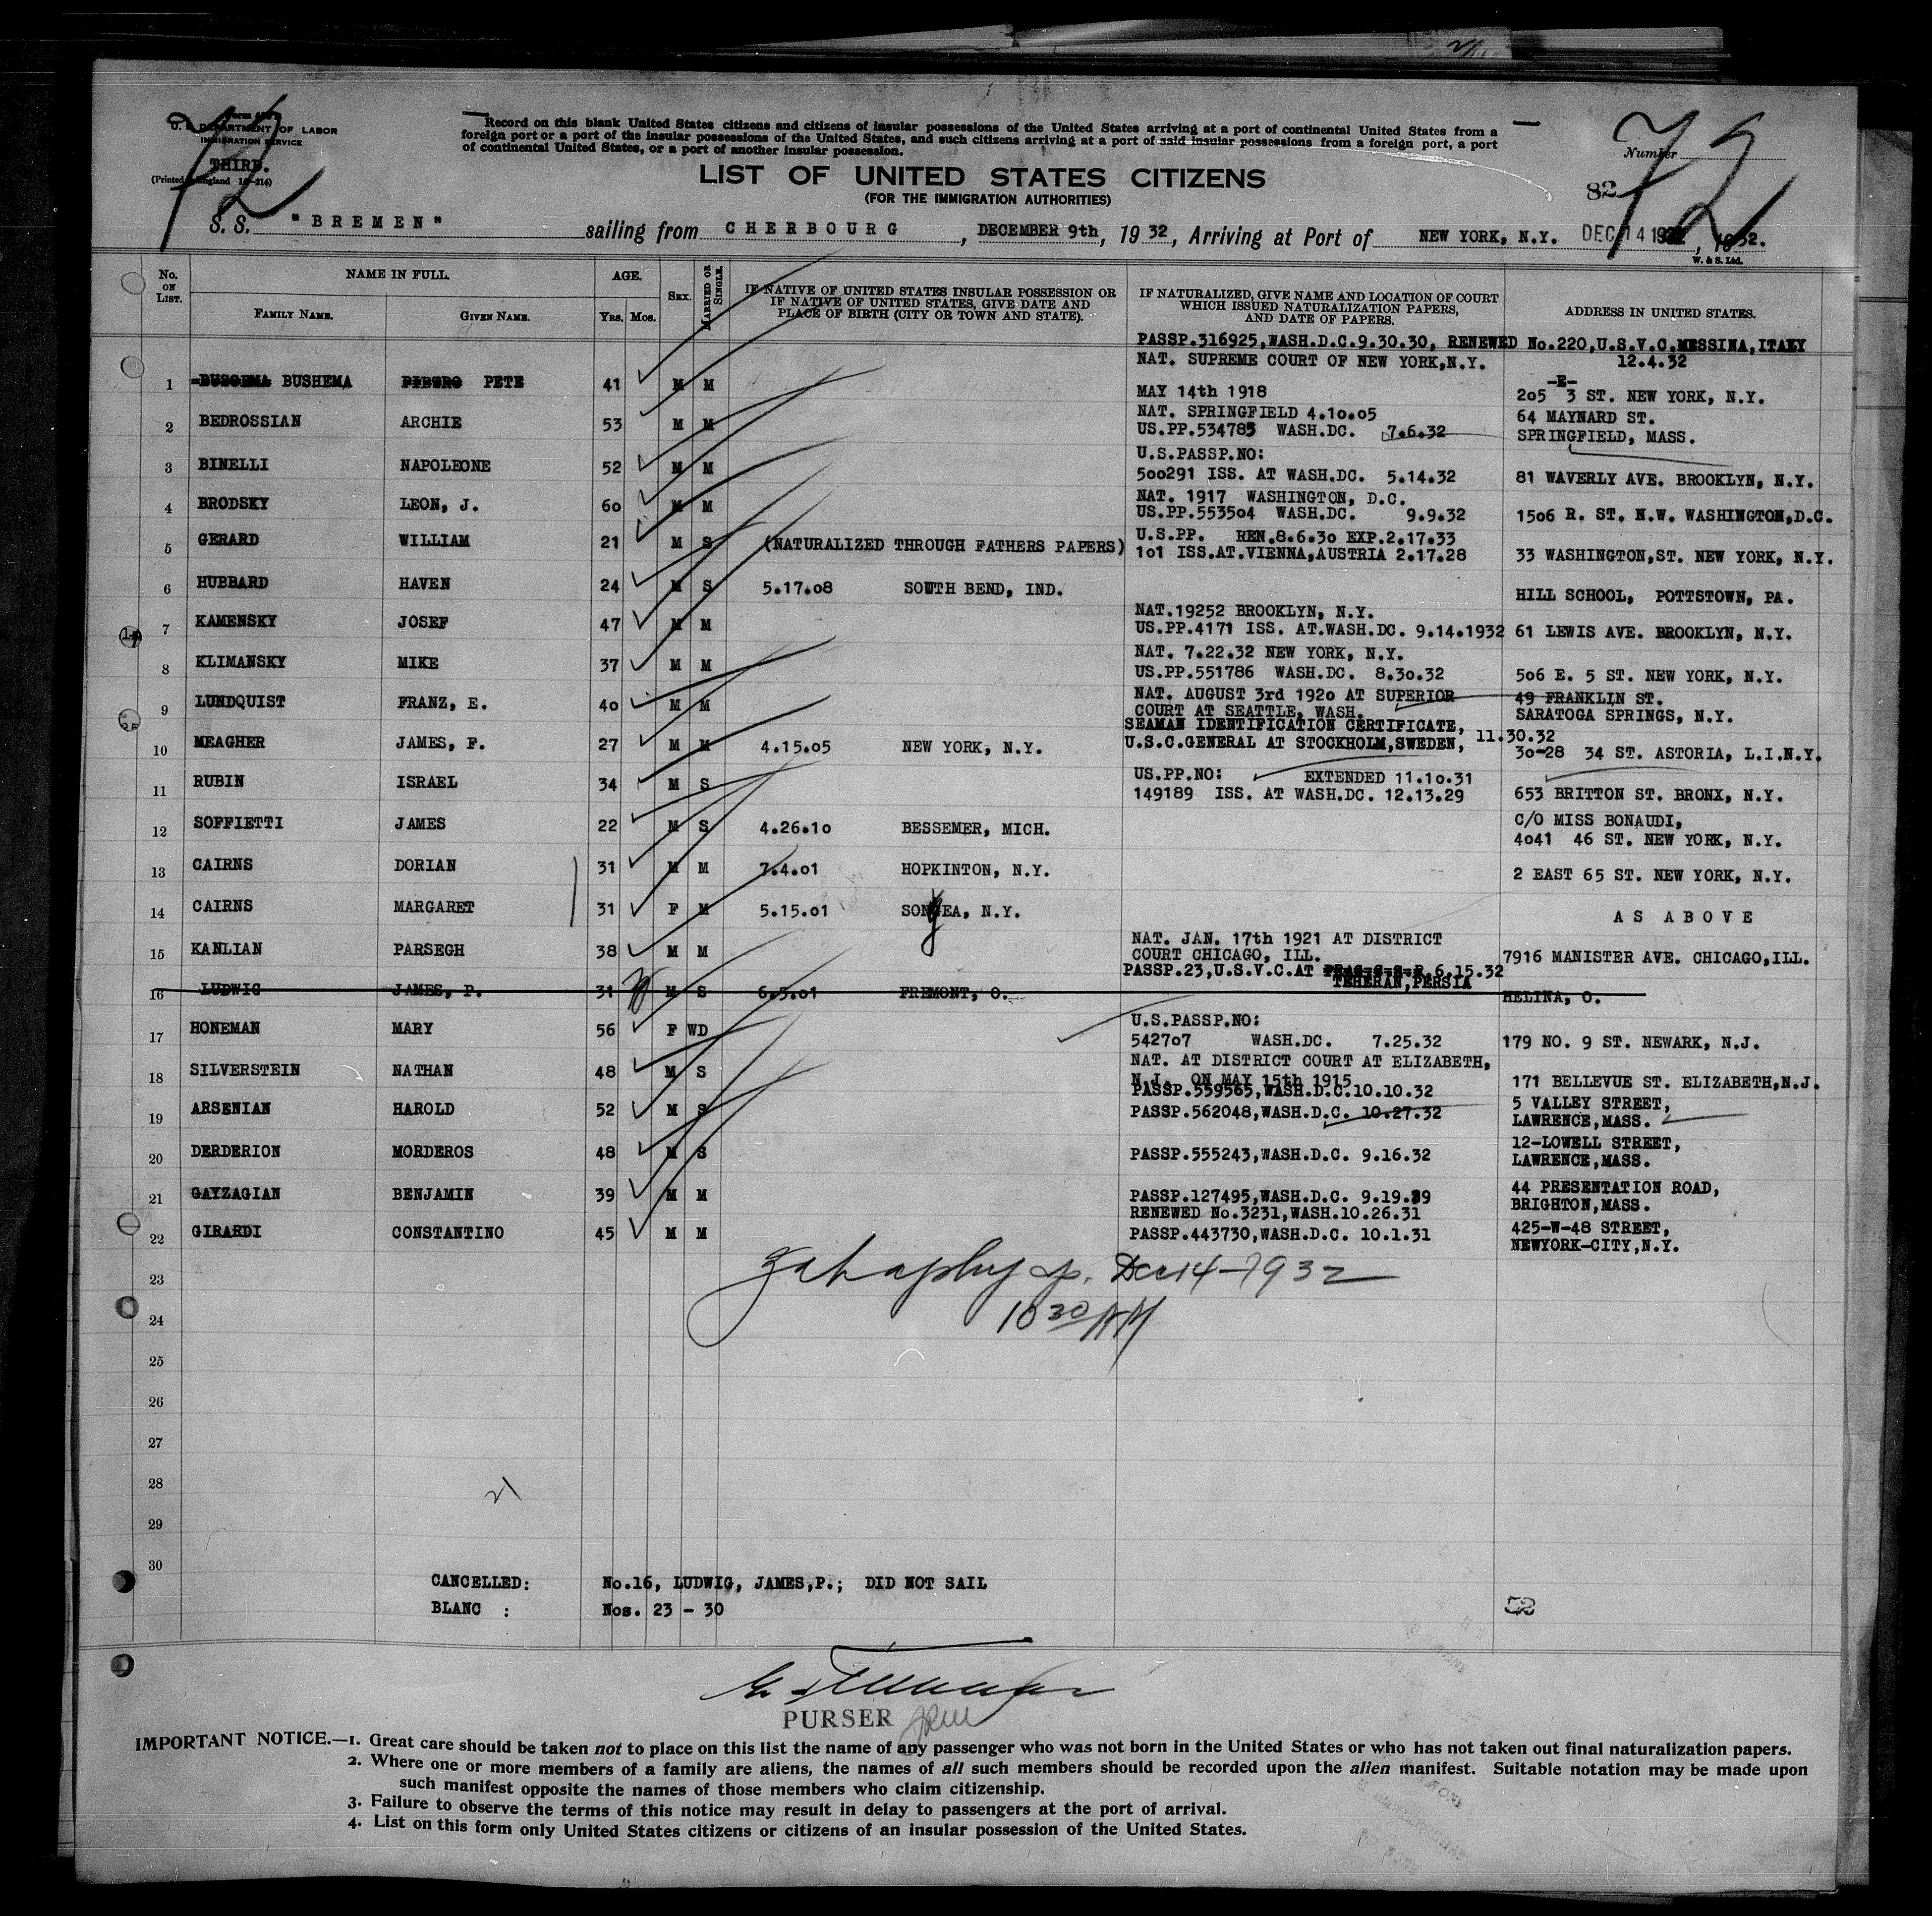 U. S. DEPARTMENT OF LABOR
IMMIGRATION SERVICE
THIRD.
Record on this blank United States citizens and citizens of insular possessions of the United States arriving at a port of continental United States from a
foreign port or a port of the insular possessions of the United States, and such citizens arriving at a port of said insular possessions from a foreign port, a port
of continental United States, or a port of another insular possession.
Number
72
72
LIST OF UNITED STATES CITIZENS
(FOR THE IMMIGRATION AUTHORITIES)
82
S. S. "BREMEN" sailing from CHERBOURG, DECEMBER 9th, 1932, Arriving at Port of NEW YORK, N.Y. DEC 14 1932, 1932.
W. & S. Ltd.
No. ON LIST. NAME IN FULL. AGE. SEX. MARRIED OR SINGLE. IF NATIVE OF UNITED STATES INSULAR POSSESSION OR IF NATIVE OF UNITED STATES, GIVE DATE AND PLACE OF BIRTH (CITY OR TOWN AND STATE). IF NATURALIZED, GIVE NAME AND LOCATION OF COURT WHICH ISSUED NATURALIZATION PAPERS, AND DATE OF PAPERS. ADDRESS IN UNITED STATES.
FAMILY NAME. GIVEN NAME. YRS. MOS.
PASSP.316925,WASH.D.C.9.30.30, RENEWED No.220,U.S.V.C.MESSINA,ITALY
NAT. SUPREME COURT OF NEW YORK,N.Y. 12.4.32
1 BUSHEMA PETE 41 M M
MAY 14th 1918 -E-
205 3 ST. NEW YORK, N.Y.
2 BEDROSSIAN ARCHIE 53 M M NAT. SPRINGFIELD 4.10.05 64 MAYNARD ST.
US.PP.534785 WASH.DC. 7.6.32 SPRINGFIELD, MASS.
3 BINELLI NAPOLEONE 52 M M U.S.PASSP.NO:
500291 ISS. AT WASH.DC. 5.14.32 81 WAVERLY AVE. BROOKLYN, N.Y.
4 BRODSKY LEON, J. 60 M M NAT. 1917 WASHINGTON, D.C.
US.PP.553504 WASH.DC. 9.9.32 1506 R. ST. N.W. WASHINGTON,D.C.
5 GERARD WILLIAM 21 M S (NATURALIZED THROUGH FATHERS PAPERS) U.S.PP. REN.8.6.30 EXP.2.17.33
101 ISS.AT.VIENNA,AUSTRIA 2.17.28 33 WASHINGTON,ST. NEW YORK, N.Y.
6 HUBBARD HAVEN 24 M S 5.17.08 SOUTH BEND, IND. HILL SCHOOL, POTTSTOWN, PA.
7 KAMENSKY JOSEF 47 M M NAT.19252 BROOKLYN, N.Y.
US.PP.4171 ISS. AT.WASH.DC. 9.14.1932 61 LEWIS AVE. BROOKLYN, N.Y.
8 KLIMANSKY MIKE 37 M M NAT. 7.22.32 NEW YORK, N.Y.
US.PP.551786 WASH.DC. 8.30.32 506 E. 5 ST. NEW YORK, N.Y.
9 LUNDQUIST FRANZ, E. 40 M M NAT. AUGUST 3rd 1920 AT SUPERIOR 49 FRANKLIN ST.
COURT AT SEATTLE, WASH. SARATOGA SPRINGS, N.Y.
SEAMAN IDENTIFICATION CERTIFICATE,
10 MEAGHER JAMES, F. 27 M M 4.15.05 NEW YORK, N.Y. U.S.C.GENERAL AT STOCKHOLM,SWEDEN, 11.30.32
30-28 34 ST. ASTORIA, L.I.N.Y.
11 RUBIN ISRAEL 34 M S US.PP.NO: EXTENDED 11.10.31
149189 ISS. AT WASH.DC. 12.13.29 653 BRITTON ST. BRONX, N.Y.
12 SOFFIETTI JAMES 22 M S 4.26.10 BESSEMER, MICH. C/O MISS BONAUDI,
4041 46 ST. NEW YORK, N.Y.
13 CAIRNS DORIAN 31 M M 7.4.01 HOPKINTON, N.Y. 2 EAST 65 ST. NEW YORK, N.Y.
14 CAIRNS MARGARET 31 F M 5.15.01 SONYEA, N.Y. AS ABOVE
15 KANLIAN PARSEGH 38 M M NAT. JAN. 17th 1921 AT DISTRICT
COURT CHICAGO, ILL. 7916 MANISTER AVE. CHICAGO,ILL.
PASSP.23,U.S.V.C.AT 6.15.32
TEHERAN,PERSIA
16 LUDWIG JAMES, P. 31 M S 6.5.01 FREMONT, O. HELINA, O.
17 HONEMAN MARY 56 F WD U.S.PASSP.NO:
542707 WASH.DC. 7.25.32 179 NO. 9 ST. NEWARK, N.J.
18 SILVERSTEIN NATHAN 48 M S NAT. AT DISTRICT COURT AT ELIZABETH,
N.J. ON MAY 15th 1915 171 BELLEVUE ST. ELIZABETH,N.J.
PASSP.559565,WASH.D.C.10.10.32
19 ARSENIAN HAROLD 52 M S PASSP.562048,WASH.D.C. 10.27.32 5 VALLEY STREET,
LAWRENCE,MASS.
20 DERDERION MORDEROS 48 M S PASSP.555243,WASH.D.C. 9.16.32 12-LOWELL STREET,
LAWRENCE,MASS.
21 GAYZAGIAN BENJAMIN 39 M M PASSP.127495,WASH.D.C. 9.19.29 44 PRESENTATION ROAD,
RENEWED No.3231,WASH.10.26.31 BRIGHTON,MASS.
22 GIRARDI CONSTANTINO 45 M M PASSP.443730,WASH.D.C. 10.1.31 425-W-48 STREET,
NEWYORK-CITY,N.Y.
23
Dec 14-1932
24
10 30 AM
25
26
27
28
29
30
CANCELLED: No.16, LUDWIG, JAMES,P.; DID NOT SAIL
BLANC : Nos. 23 - 30
52
PURSER
IMPORTANT NOTICE.—1. Great care should be taken not to place on this list the name of any passenger who was not born in the United States or who has not taken out final naturalization papers.
2. Where one or more members of a family are aliens, the names of all such members should be recorded upon the alien manifest. Suitable notation may be made upon
such manifest opposite the names of those members who claim citizenship.
3. Failure to observe the terms of this notice may result in delay to passengers at the port of arrival.
4. List on this form only United States citizens or citizens of an insular possession of the United States.